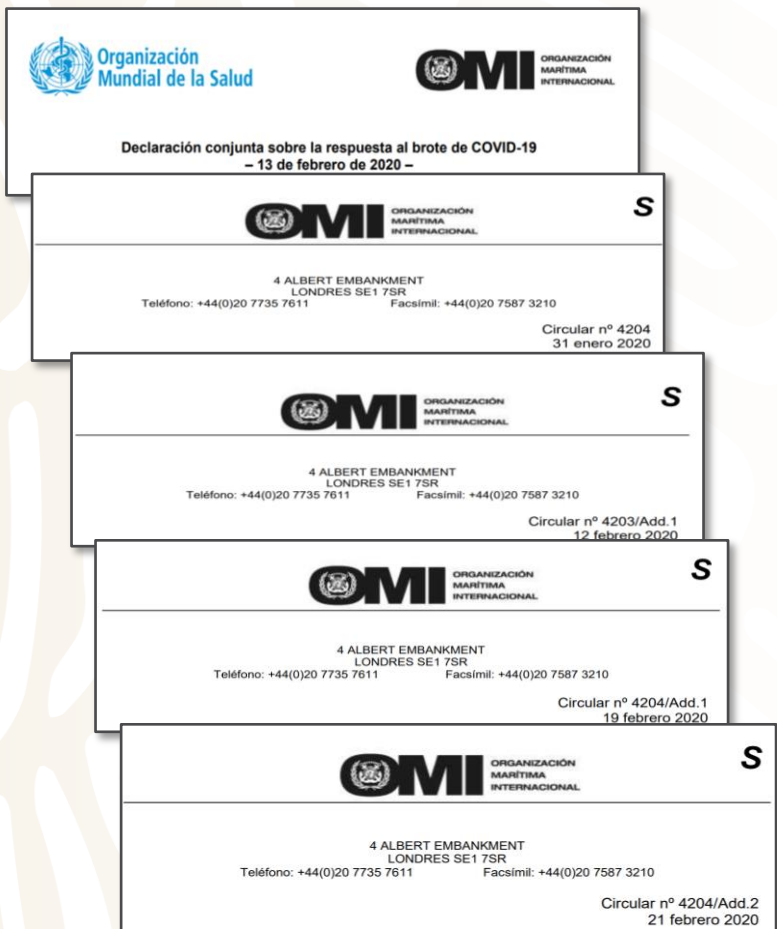 Organización
Mundial de la Salud
OMI
ORGANIZACIÓN
MARÍTIMA
INTERNACIONAL
Declaración conjunta sobre la respuesta al brote de COVID-19
– 13 de febrero de 2020 –
OMI
ORGANIZACIÓN
MARÍTIMA
INTERNACIONAL
S
4 ALBERT EMBANKMENT
LONDRES SE1 7SR
Teléfono: +44(0)20 7735 7611 Facsímil: +44(0)20 7587 3210
Circular nº 4204
31 enero 2020
OMI
ORGANIZACIÓN
MARÍTIMA
INTERNACIONAL
S
4 ALBERT EMBANKMENT
LONDRES SE1 7SR
Teléfono: +44(0)20 7735 7611 Facsímil: +44(0)20 7587 3210
Circular nº 4203/Add.1
12 febrero 2020
OMI
ORGANIZACIÓN
MARÍTIMA
INTERNACIONAL
S
4 ALBERT EMBANKMENT
LONDRES SE1 7SR
Teléfono: +44(0)20 7735 7611 Facsímil: +44(0)20 7587 3210
Circular nº 4204/Add.1
19 febrero 2020
OMI
ORGANIZACIÓN
MARÍTIMA
INTERNACIONAL
S
4 ALBERT EMBANKMENT
LONDRES SE1 7SR
Teléfono: +44(0)20 7735 7611 Facsímil: +44(0)20 7587 3210
Circular nº 4204/Add.2
21 febrero 2020